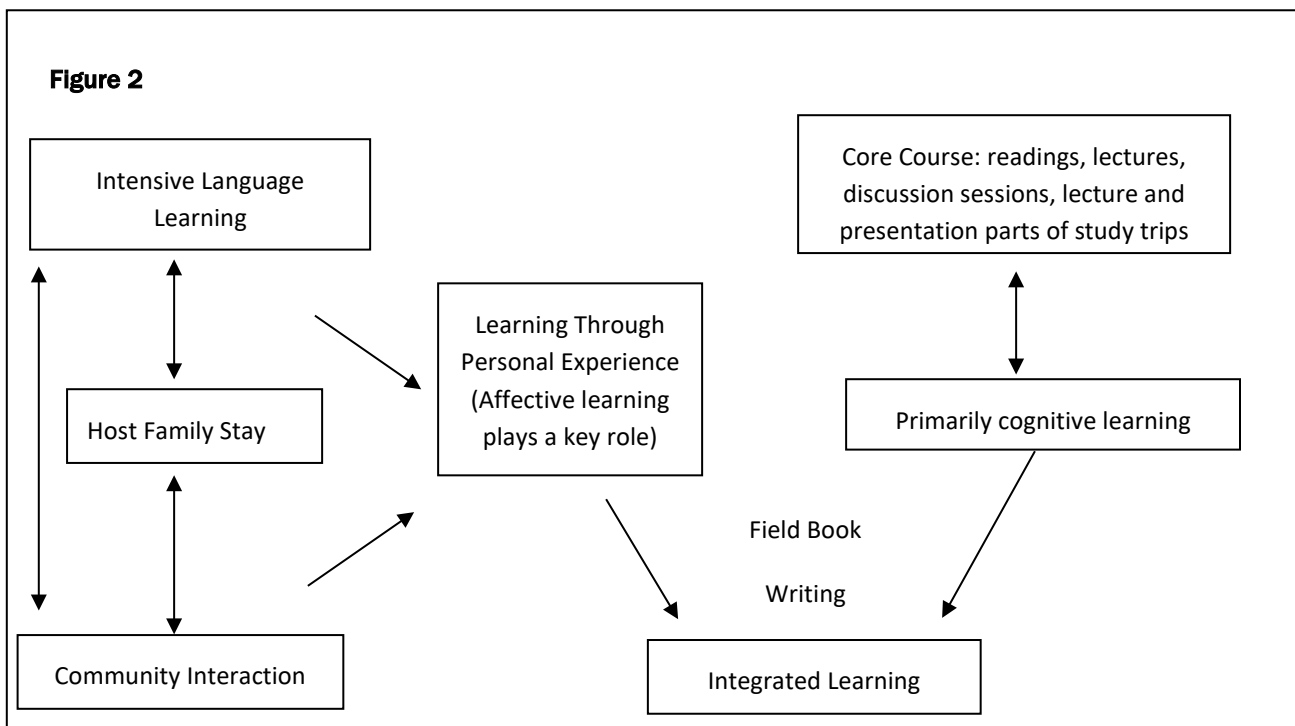 Figure 2
Intensive Language
Learning
Core Course: readings, lectures,
discussion sessions, lecture and
presentation parts of study trips
Learning Through
Personal Experience
(Affective learning
plays a key role)
Host Family Stay
Primarily cognitive learning
Field Book
Writing
Community Interaction
Integrated Learning